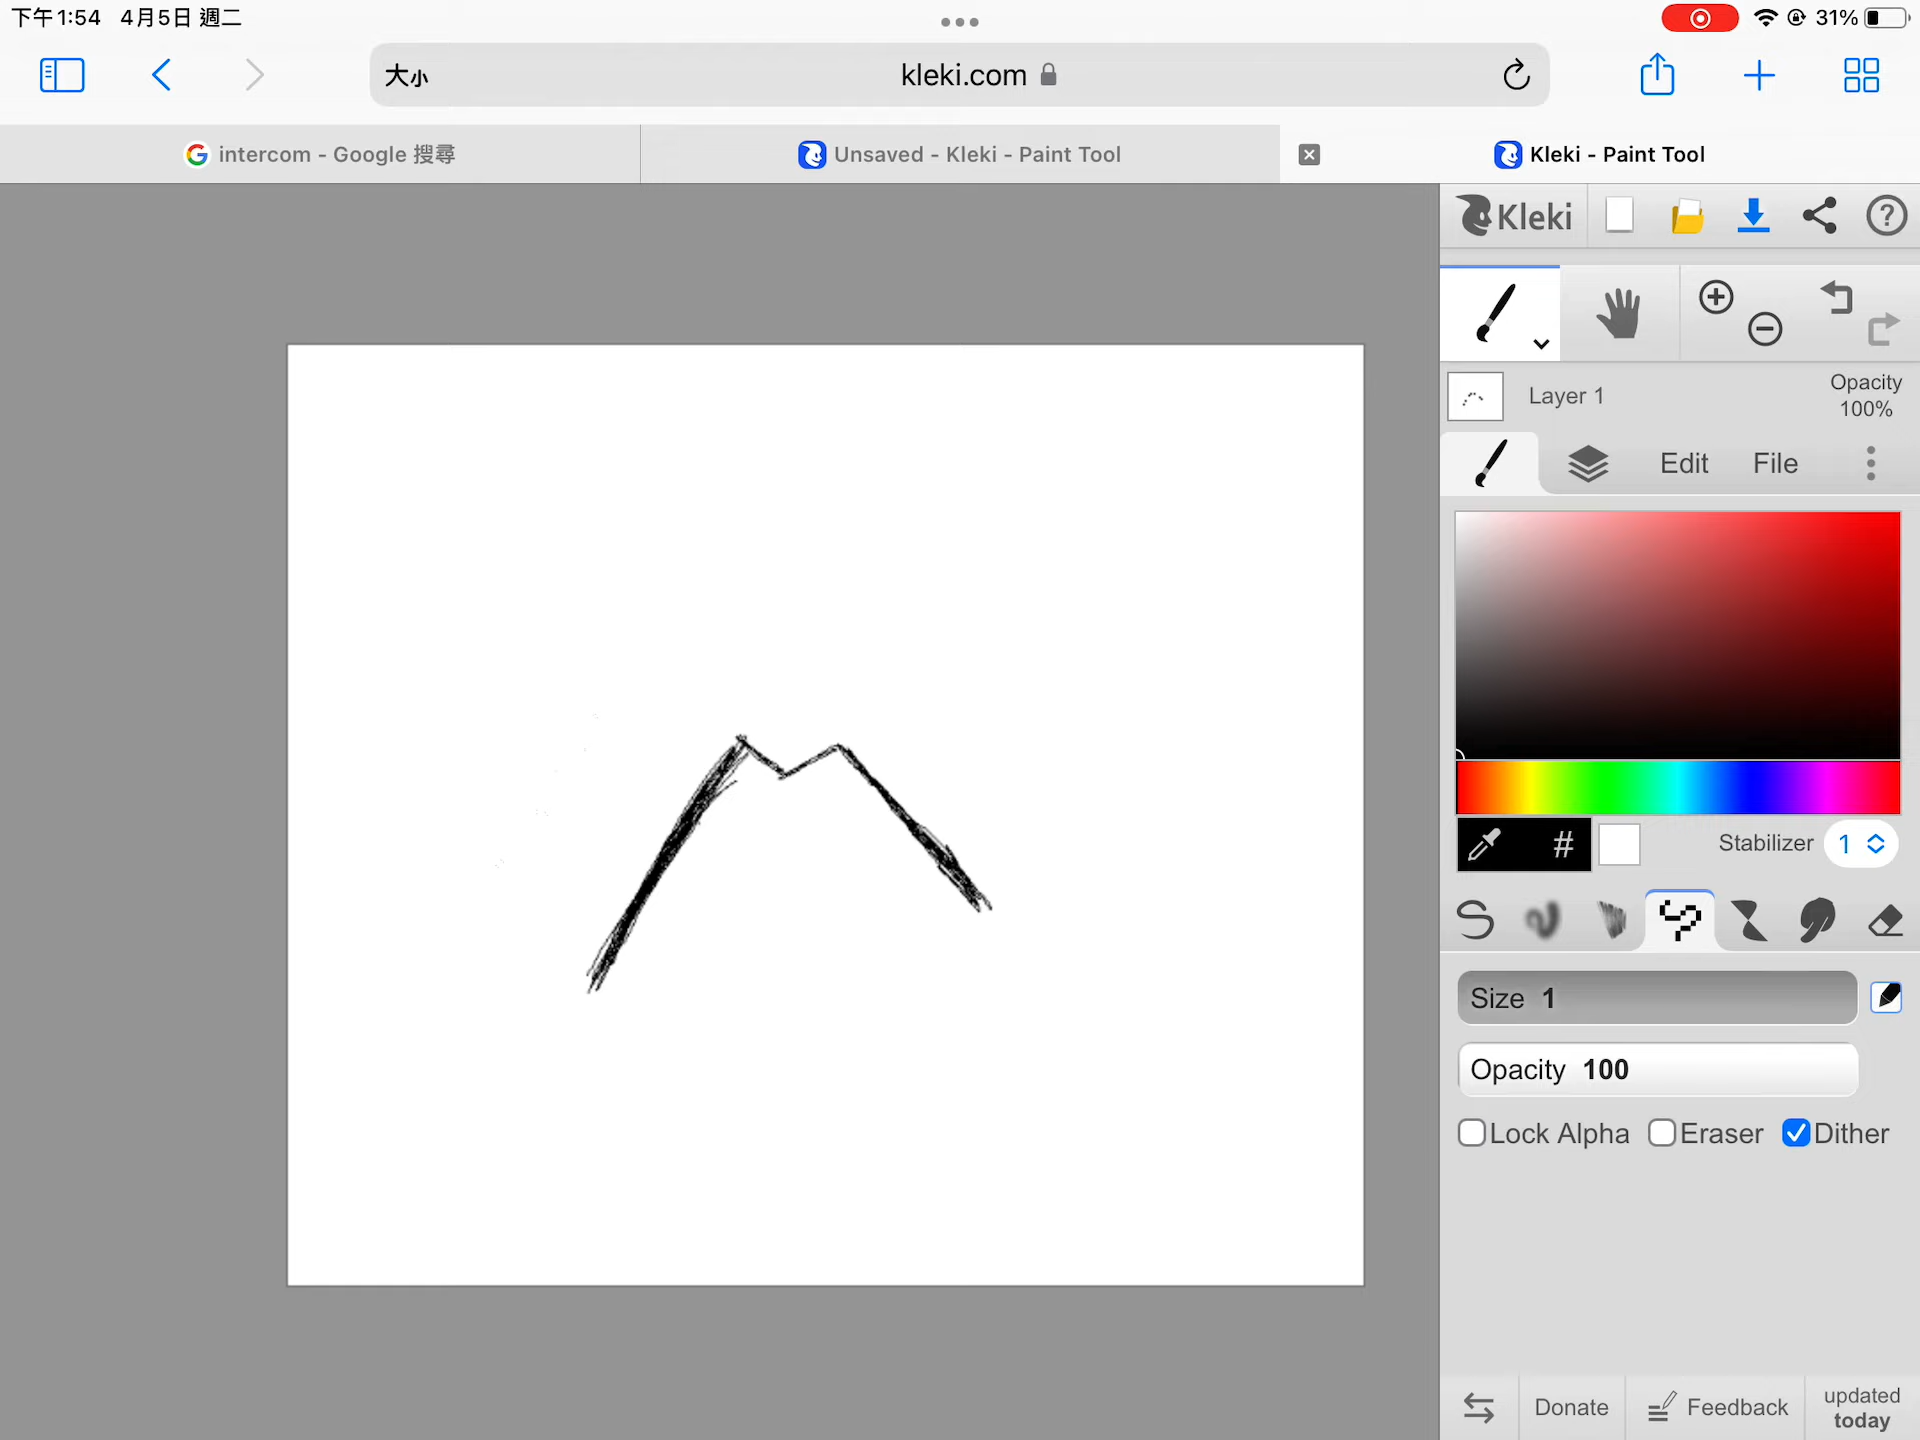 下午1:54 4月5日 週二
31%
大小
kleki.com
intercom - Google 搜尋
Unsaved - Kleki - Paint Tool
Kleki - Paint Tool
Kleki
Layer 1
Opacity
100%
Edit
File
#
Stabilizer
1
Size 1
Opacity 100
Lock Alpha
Eraser
Dither
Donate
Feedback
updated
today